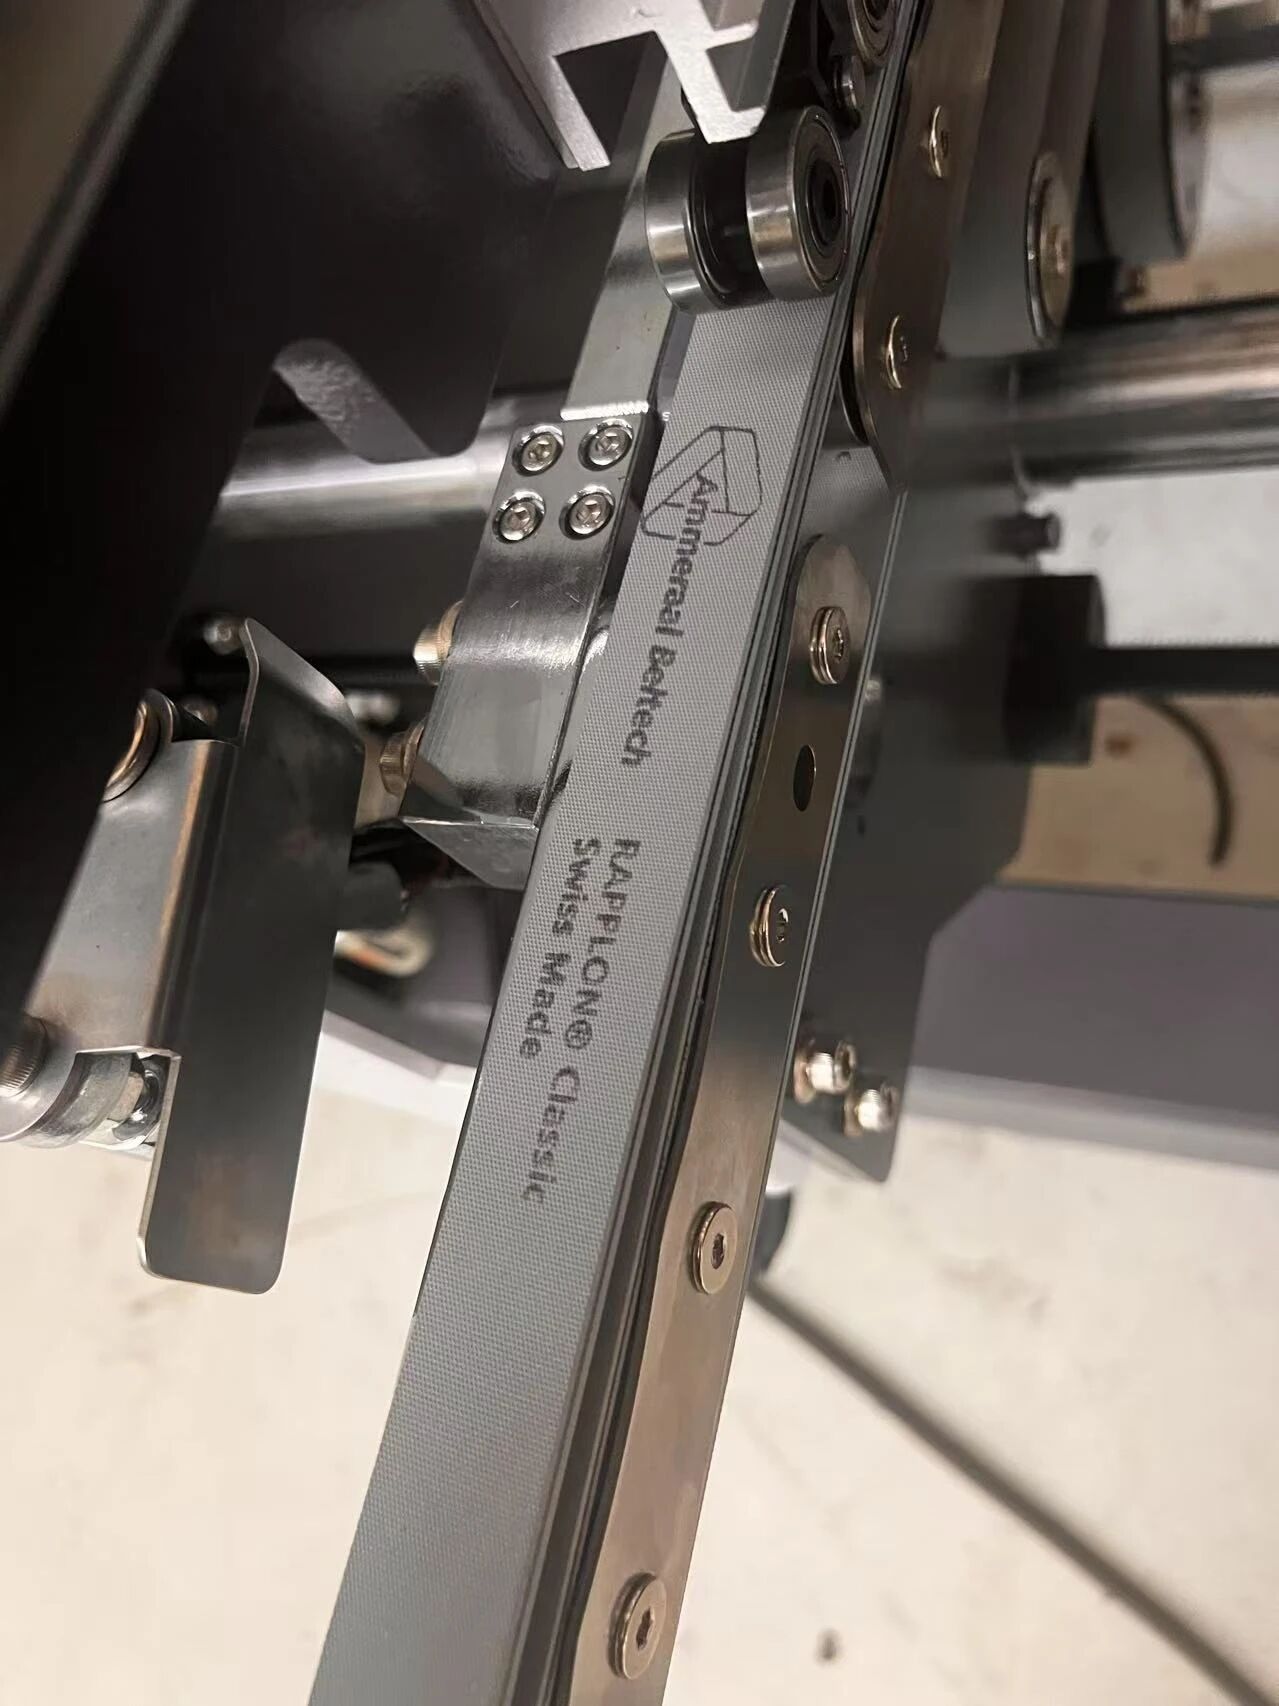 Ammeraal Beltech
RAPPLON® Classic
Swiss Made